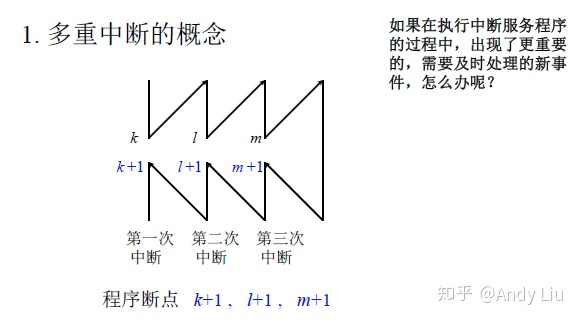 1. 多重中断的概念
如果在执行中断服务程序
的过程中，出现了更重要
的，需要及时处理的新事
件，怎么办呢？
k l m
k+1 l+1 m+1
第一次 第二次 第三次
中断 中断 中断
程序断点 k+1 , l+1 , m+1
知乎 @Andy Liu